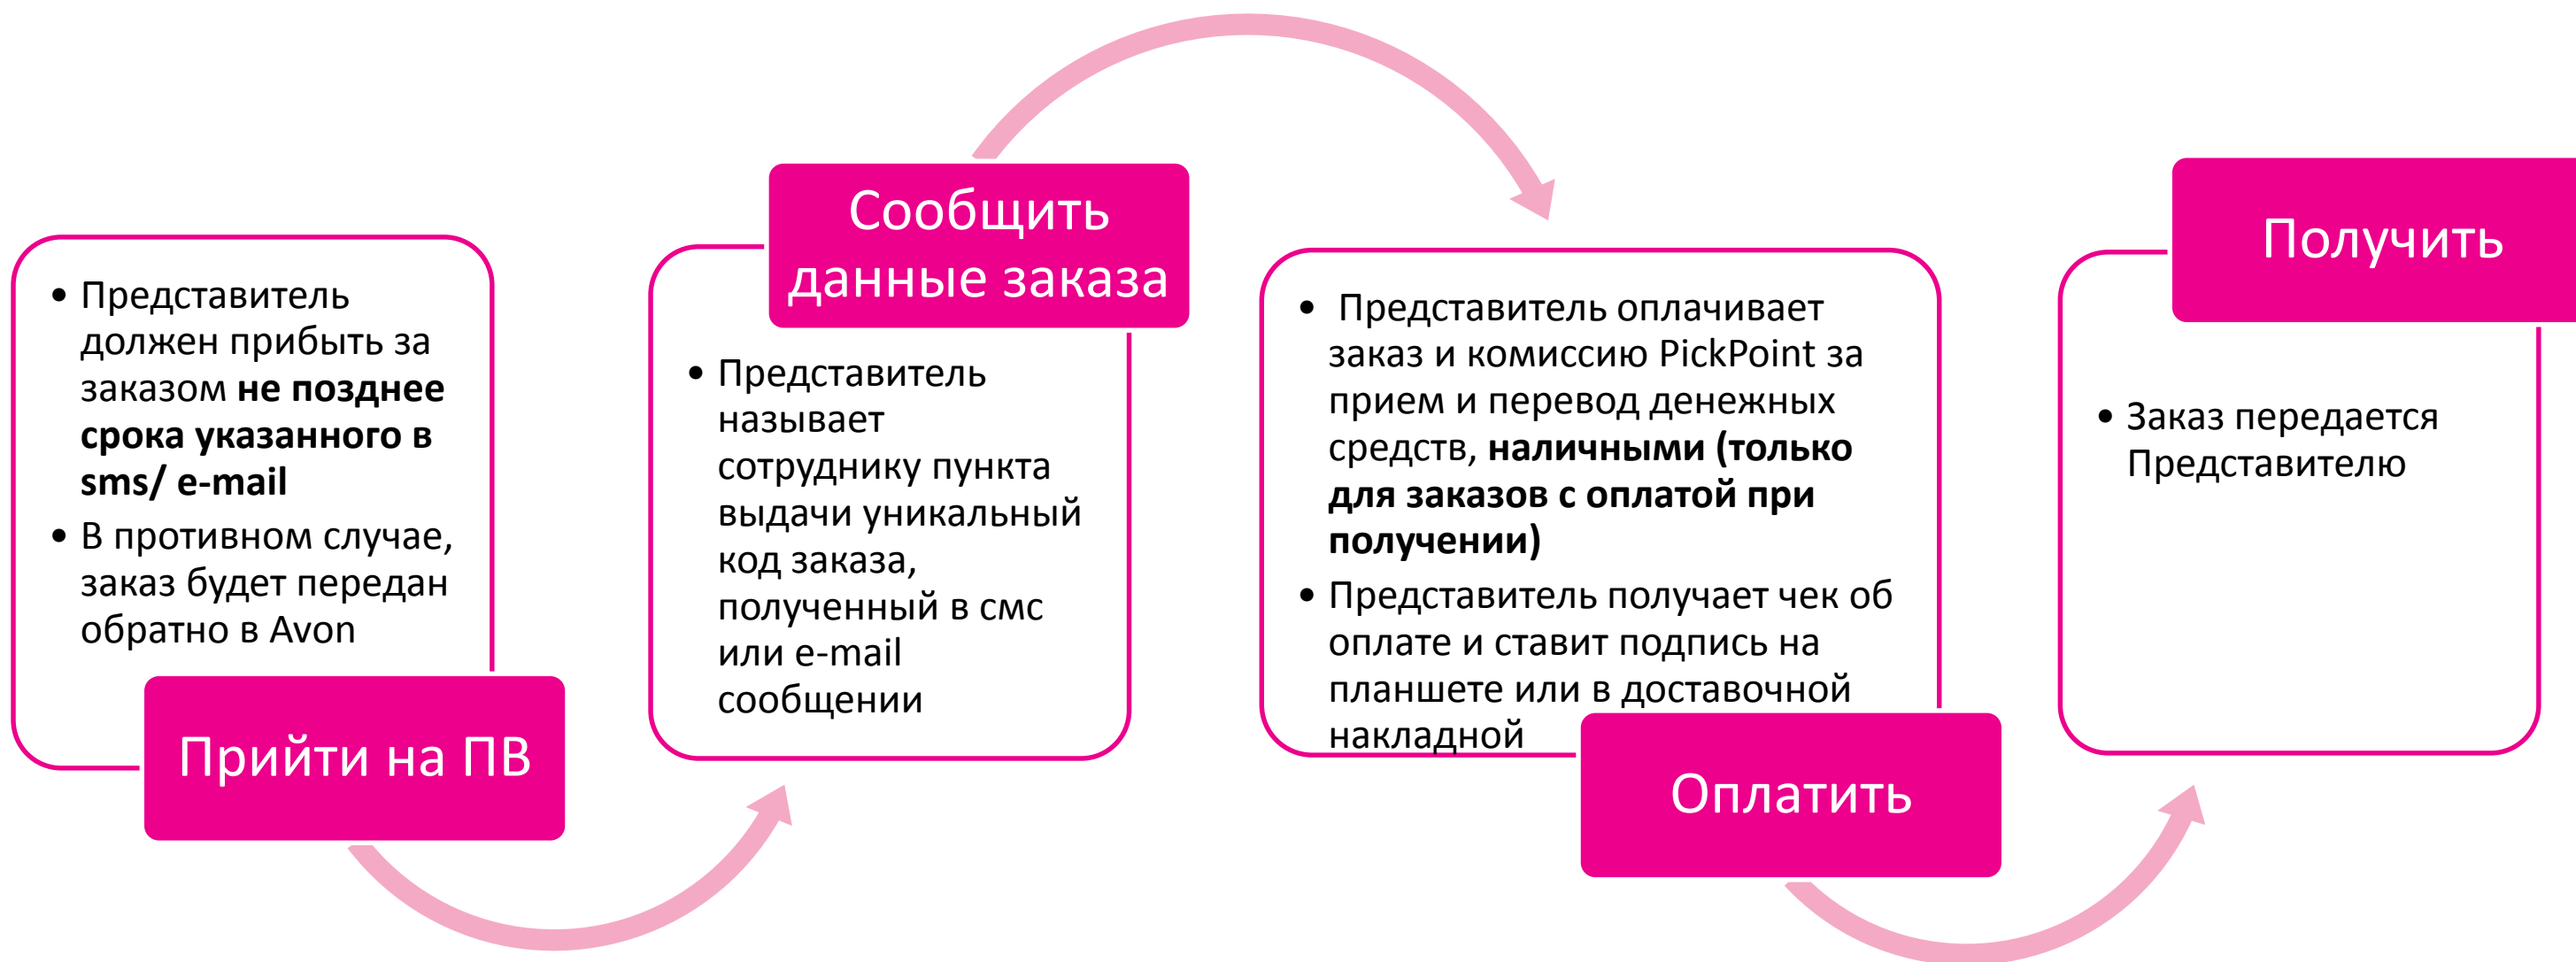 • Представитель
должен прибыть за
заказом не позднее
срока указанного в
sms/ e-mail
• В противном случае,
заказ будет передан
обратно в Avon
Прийти на ПВ
Сообщить
данные заказа
• Представитель
называет
сотруднику пункта
выдачи уникальный
код заказа,
полученный в смс
или e-mail
сообщении
• Представитель оплачивает
заказ и комиссию PickPoint за
прием и перевод денежных
средств, наличными (только
для заказов с оплатой при
получении)
• Представитель получает чек об
оплате и ставит подпись на
планшете или в доставочной
накладной
Оплатить
Получить
• Заказ передается
Представителю